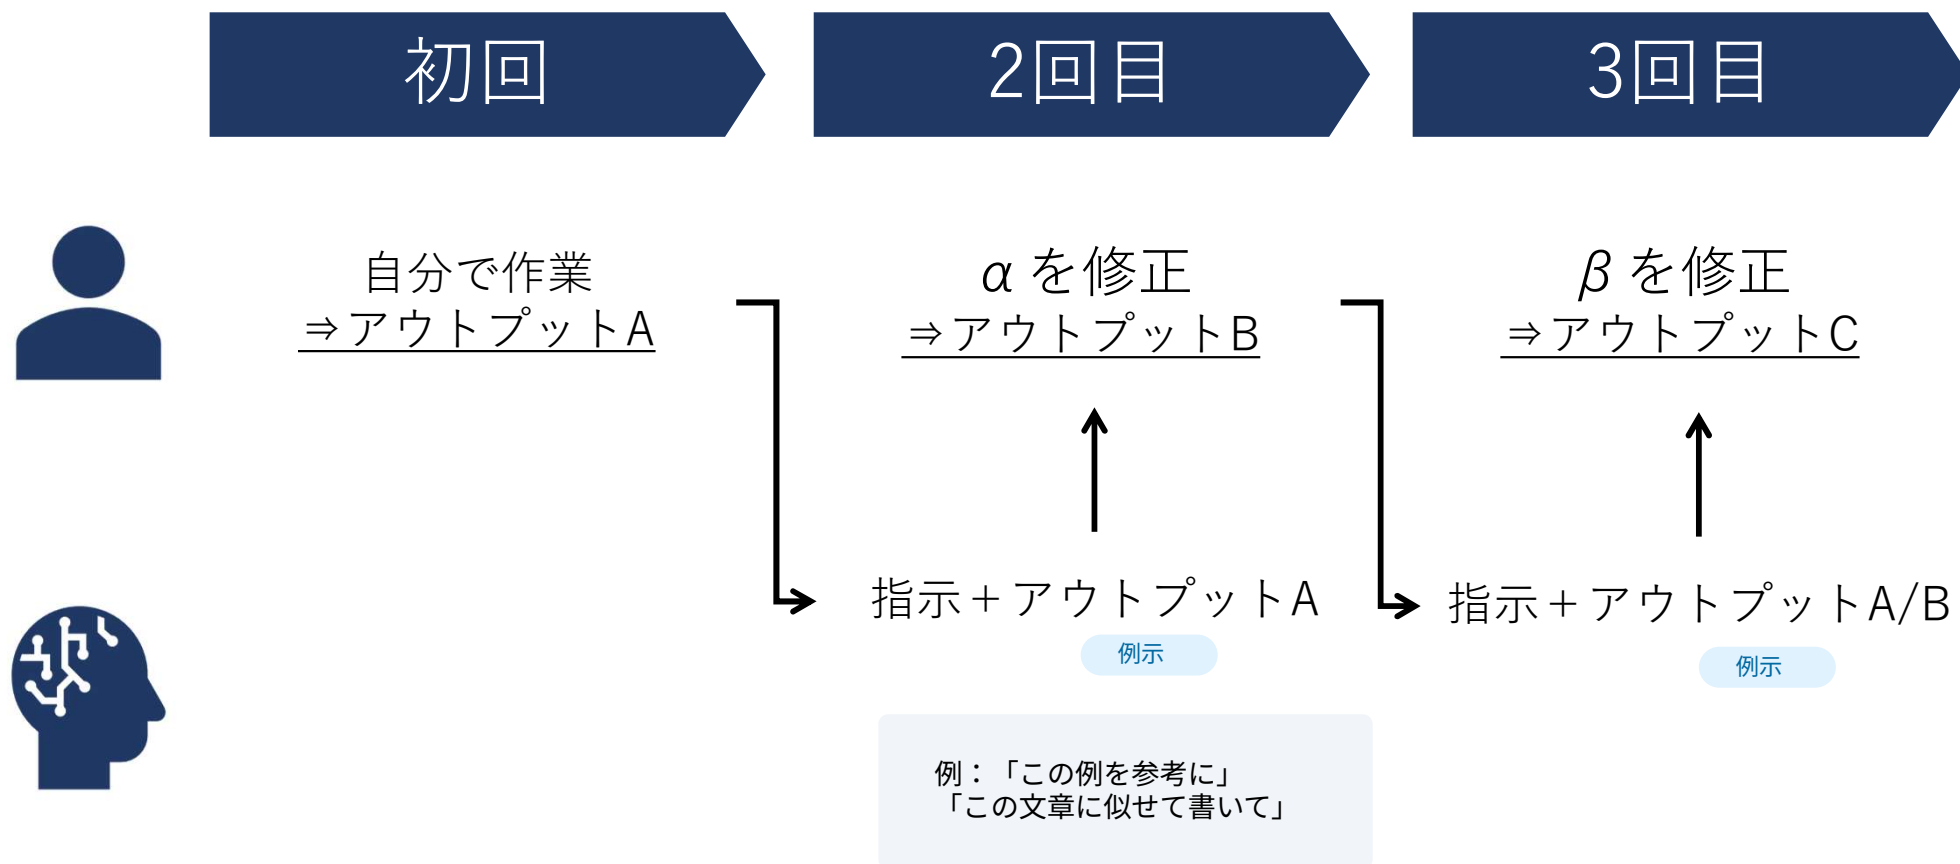 初回
2回目
3回目
自分で作業
⇒アウトプットA
αを修正
⇒アウトプットB
βを修正
⇒アウトプットC
指示＋アウトプットA
例示
指示＋アウトプットA/B
例示
例：「この例を参考に」
「この文章に似せて書いて」